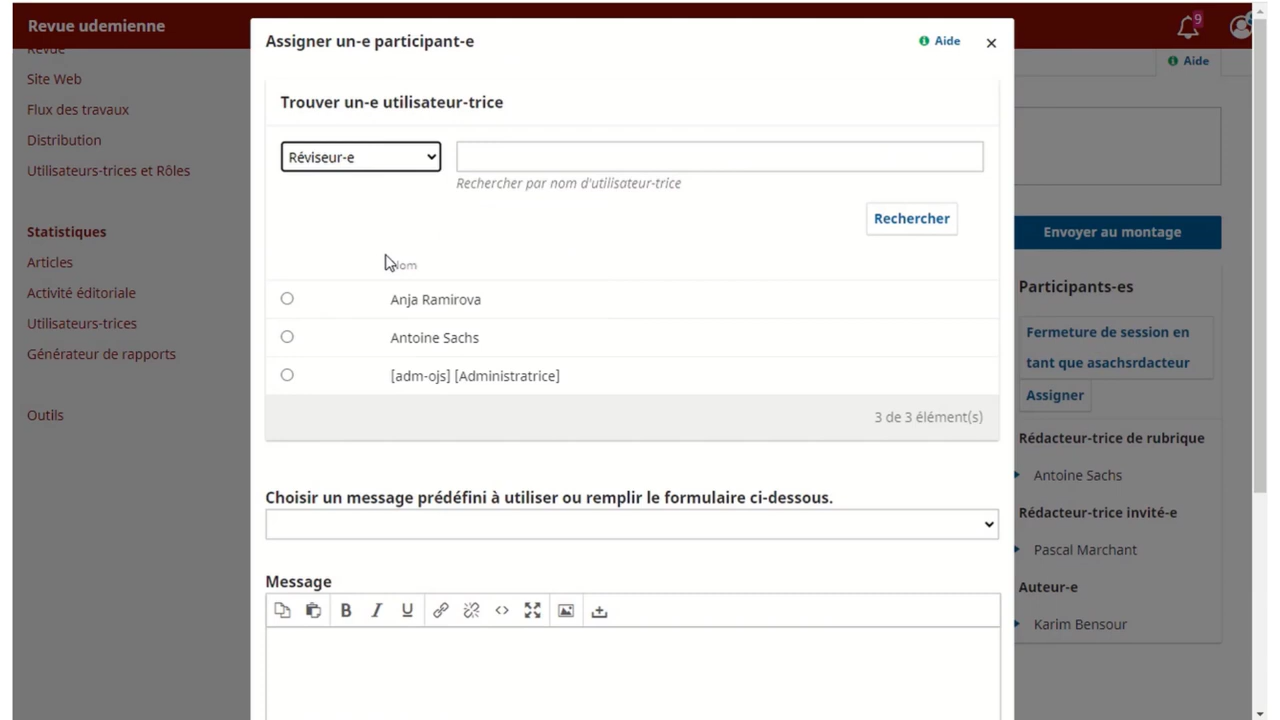 Revue udemienne
9
Revue
Site Web
Flux des travaux
Distribution
Utilisateurs-trices et Rôles
Statistiques
Articles
Activité éditoriale
Utilisateurs-trices
Générateur de rapports
Outils
Assigner un-e participant-e
Aide
Trouver un-e utilisateur-trice
Réviseur-e
Rechercher par nom d'utilisateur-trice
Rechercher
Nom
Anja Ramirova
Antoine Sachs
[adm-ojs] [Administratrice]
3 de 3 élément(s)
Choisir un message prédéfini à utiliser ou remplir le formulaire ci-dessous.
Message
B I U
Aide
Envoyer au montage
Participants-es
Fermeture de session en
tant que asachsrdacteur
Assigner
Rédacteur-trice de rubrique
Antoine Sachs
Rédacteur-trice invité-e
Pascal Marchant
Auteur-e
Karim Bensour